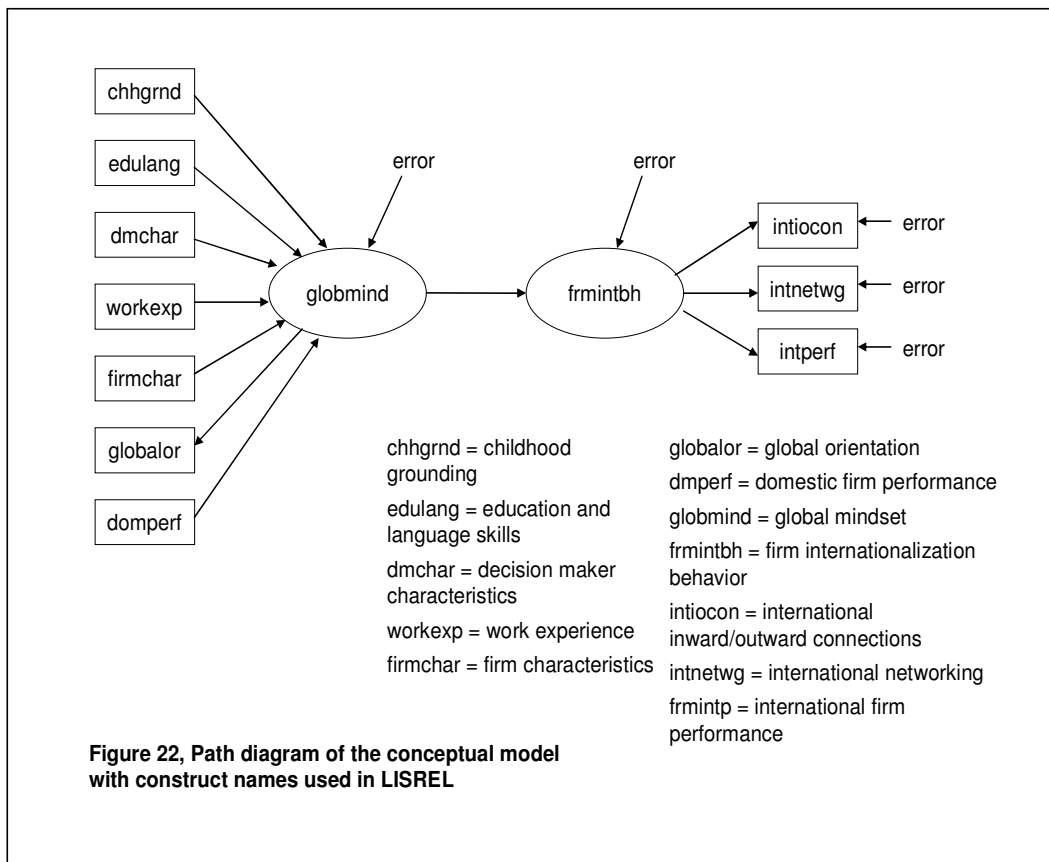 chhgrnd
edulang
dmchar
workexp
firmchar
globalor
domperf
error
globmind
error
frmintbh
intiocon
error
intnetwg
error
intperf
error
chhgrnd = childhood
grounding
edulang = education and
language skills
dmchar = decision maker
characteristics
workexp = work experience
firmchar = firm characteristics
globalor = global orientation
dmperf = domestic firm performance
globmind = global mindset
frmintbh = firm internationalization
behavior
intiocon = international
inward/outward connections
intnetwg = international networking
frmintp = international firm
performance
Figure 22, Path diagram of the conceptual model
with construct names used in LISREL